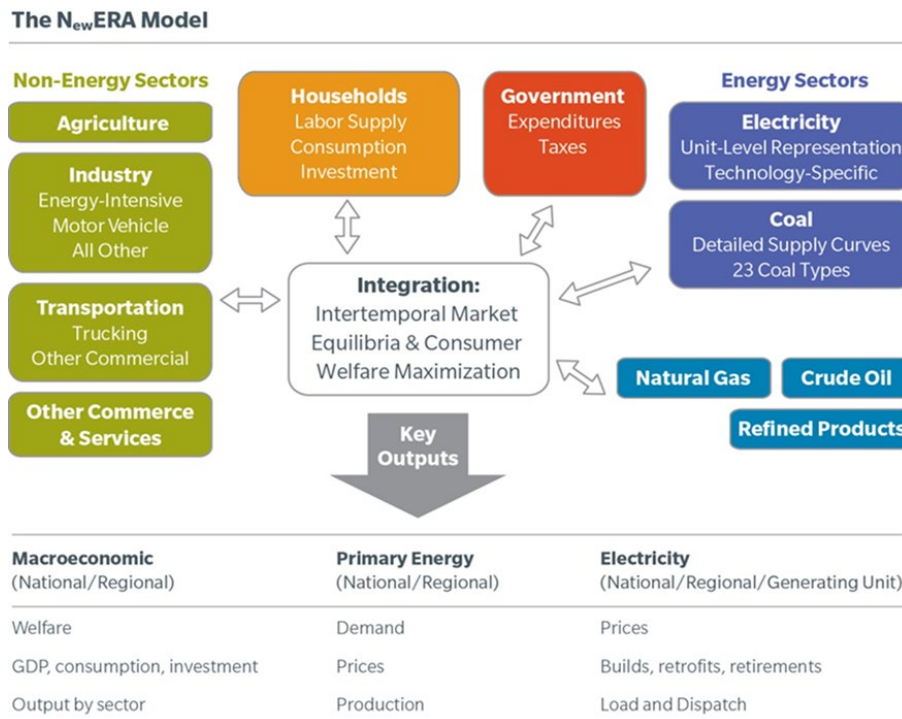 The NewERA Model
Non-Energy Sectors
Agriculture
Industry
Energy-Intensive
Motor Vehicle
All Other
Transportation
Trucking
Other Commercial
Other Commerce
& Services
Households
Labor Supply
Consumption
Investment
Government
Expenditures
Taxes
Energy Sectors
Electricity
Unit-Level Representation
Technology-Specific
Coal
Detailed Supply Curves
23 Coal Types
Integration:
Intertemporal Market
Equilibria & Consumer
Welfare Maximization
Natural Gas
Crude Oil
Refined Products
Key
Outputs
Macroeconomic
(National/Regional)
Welfare
GDP, consumption, investment
Output by sector
Primary Energy
(National/Regional)
Demand
Prices
Production
Electricity
(National/Regional/Generating Unit)
Prices
Builds, retrofits, retirements
Load and Dispatch